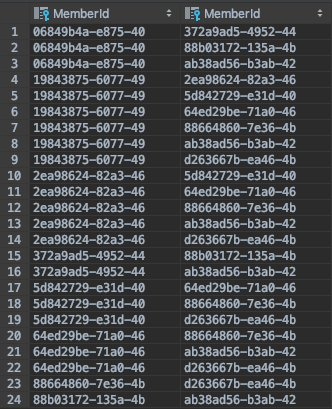 MemberId MemberId
1 06849b4a-e875-40 372a9ad5-4952-44
2 06849b4a-e875-40 88b03172-135a-4b
3 06849b4a-e875-40 ab38ad56-b3ab-42
4 19843875-6077-49 2ea98624-82a3-46
5 19843875-6077-49 5d842729-e31d-40
6 19843875-6077-49 64ed29be-71a0-46
7 19843875-6077-49 88664860-7e36-4b
8 19843875-6077-49 ab38ad56-b3ab-42
9 19843875-6077-49 d263667b-ea46-4b
10 2ea98624-82a3-46 5d842729-e31d-40
11 2ea98624-82a3-46 64ed29be-71a0-46
12 2ea98624-82a3-46 88664860-7e36-4b
13 2ea98624-82a3-46 ab38ad56-b3ab-42
14 2ea98624-82a3-46 d263667b-ea46-4b
15 372a9ad5-4952-44 88b03172-135a-4b
16 372a9ad5-4952-44 ab38ad56-b3ab-42
17 5d842729-e31d-40 64ed29be-71a0-46
18 5d842729-e31d-40 88664860-7e36-4b
19 5d842729-e31d-40 d263667b-ea46-4b
20 64ed29be-71a0-46 88664860-7e36-4b
21 64ed29be-71a0-46 ab38ad56-b3ab-42
22 64ed29be-71a0-46 d263667b-ea46-4b
23 88664860-7e36-4b d263667b-ea46-4b
24 88b03172-135a-4b ab38ad56-b3ab-42